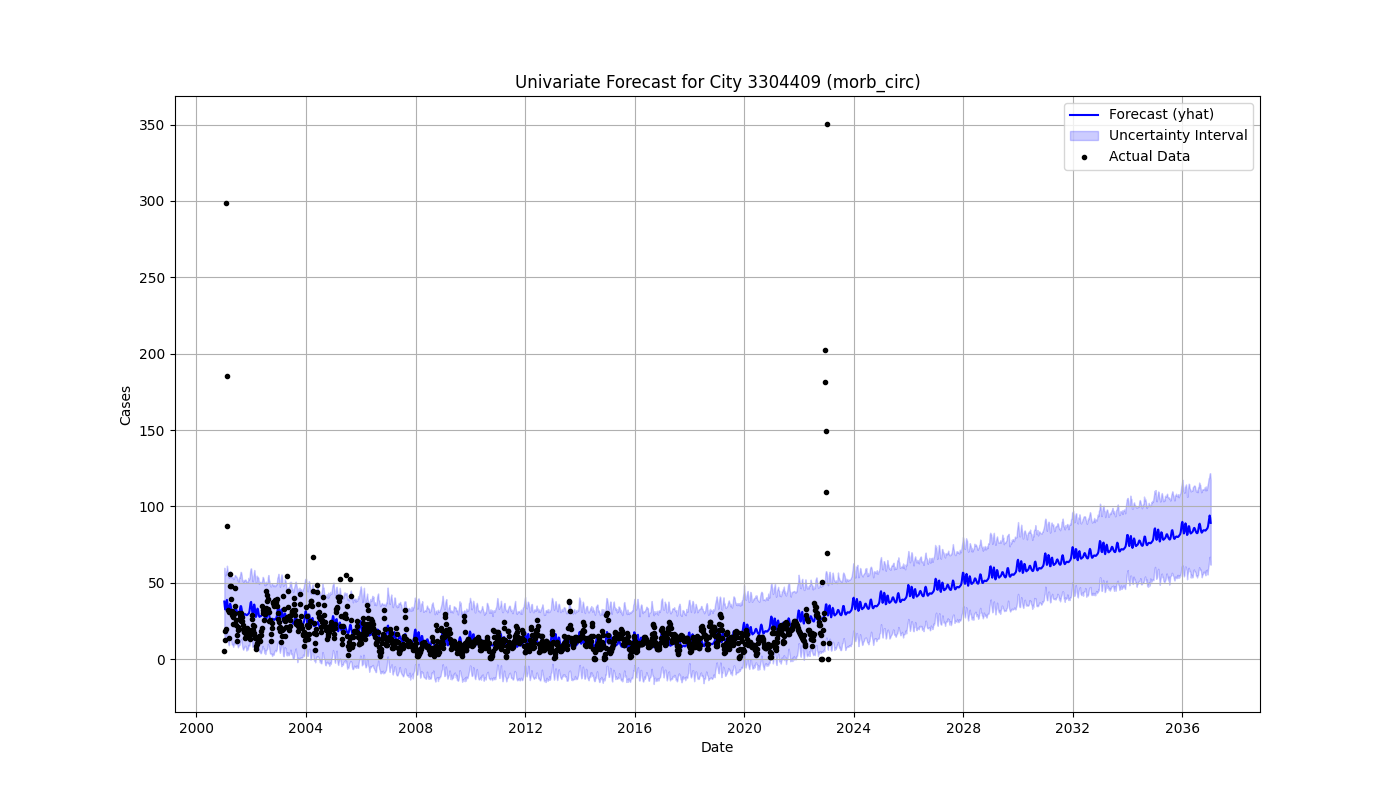 Univariate Forecast for City 3304409 (morb_circ)
Forecast (yhat)
Uncertainty Interval
Actual Data
Cases
350
300
250
200
150
100
50
0
2000 2004 2008 2012 2016 2020 2024 2028 2032 2036
Date